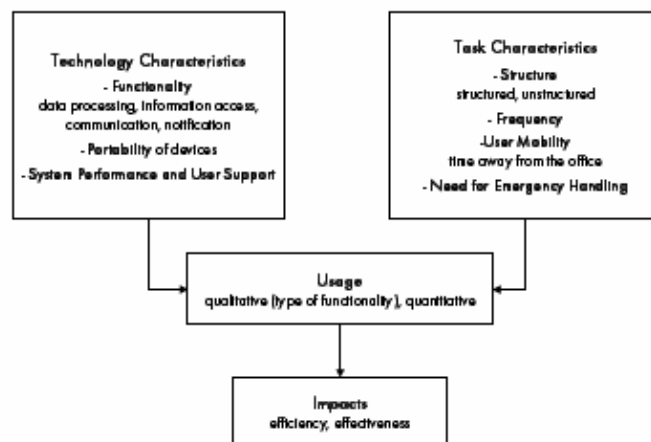 Technology Characteristics
- Functionality
data processing, information access,
communication, notification
- Portability of devices
- System Performance and User Support
Task Characteristics
- Structure
structured, unstructured
- Frequency
-User Mobility
time away from the office
- Need for Emergency Handling
Usage
qualitative (type of functionality), quantitative
Impacts
efficiency, effectiveness